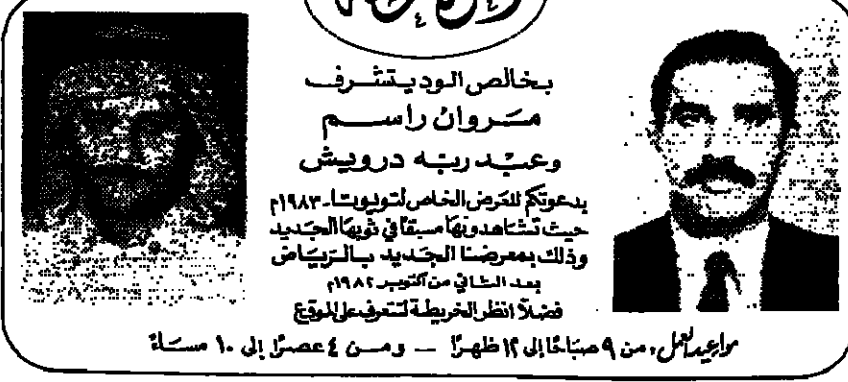 بخالص الود يتشرف
مروان راسم
وعبد ربه درويش
بدعوتكم للعرض الخاص لتويوتا ـ ١٩٨٣م
حيث تشاهدونها مسبقاً في ثوبها الجديد
وذلك بمعرضنا الجديد بالرياض
بعد الثاني من أكتوبر ١٩٨٢م
فضلاً انظر الخريطة لتتعرف على الموقع
مواعيد العمل: من ٩ صباحًا إلى ١٢ ظهرًا ــ ومن ٤ عصرًا إلى ١٠ مساءً